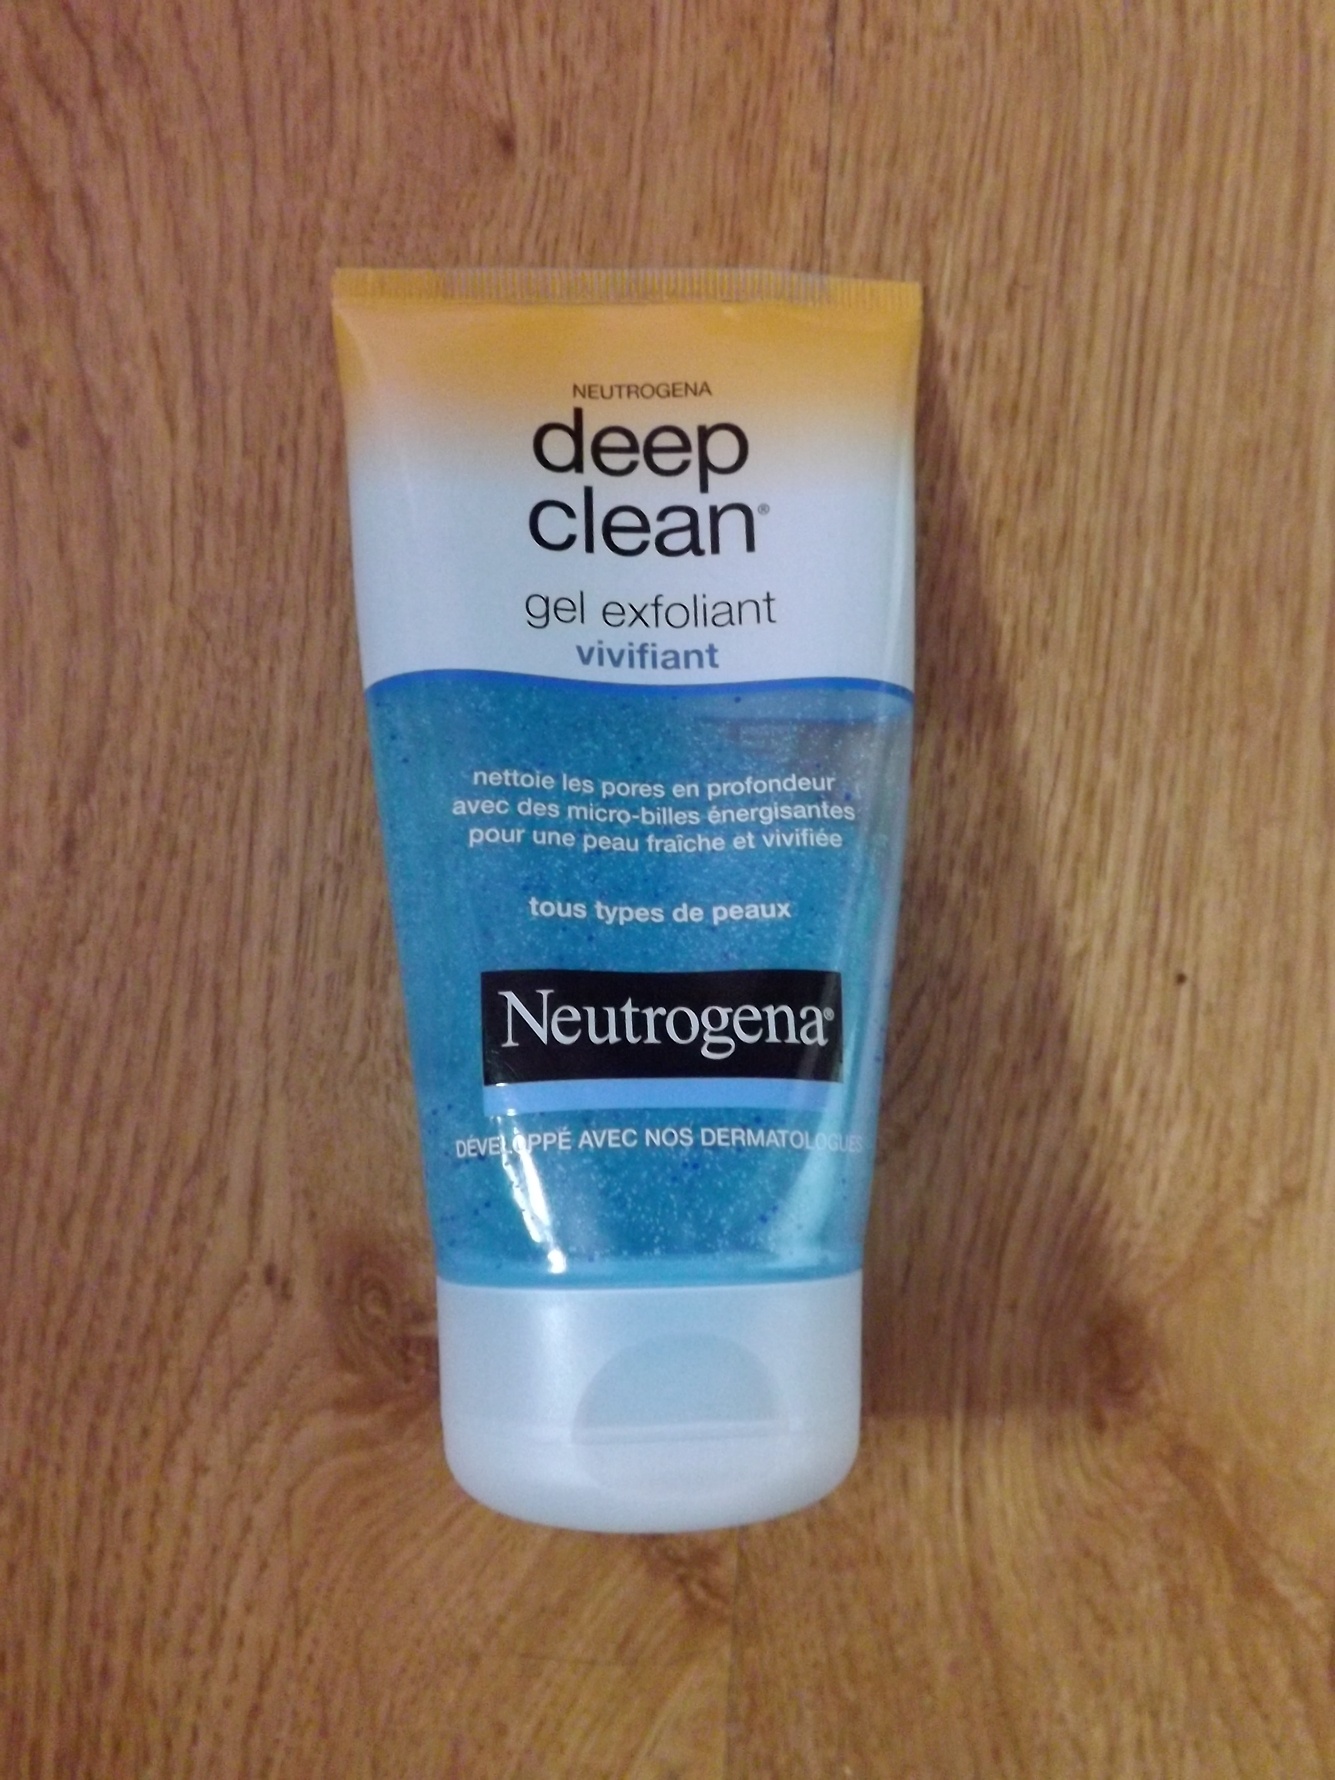 NEUTROGENA
deep
clean®
gel exfoliant
vivifiant
nettoie les pores en profondeur
avec des micro-billes énergisantes
pour une peau fraîche et vivifiée
tous types de peaux
Neutrogena®
DÉVELOPPÉ AVEC NOS DERMATOLOGUES